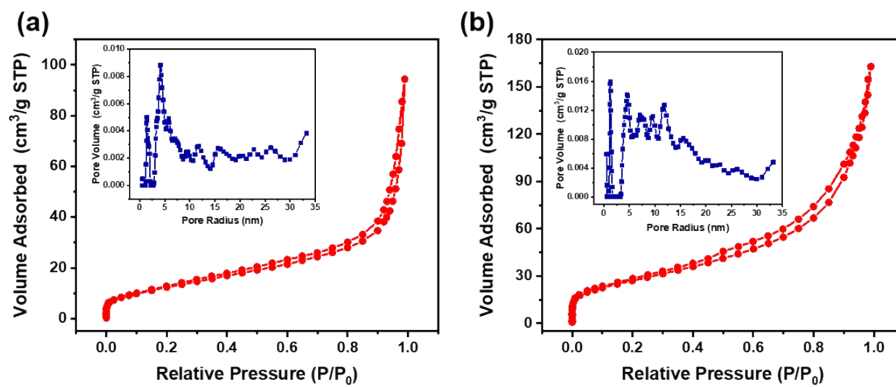 (a)
Volume Adsorbed (cm³/g STP)
100
80
60
40
20
0
0.0 0.2 0.4 0.6 0.8 1.0
Relative Pressure (P/P₀)
Pore Volume (cm³/g STP)
0.010
0.008
0.006
0.004
0.002
0.000
0 5 10 15 20 25 30 35
Pore Radius (nm)
(b)
Volume Adsorbed (cm³/g STP)
180
150
120
90
60
30
0
0.0 0.2 0.4 0.6 0.8 1.0
Relative Pressure (P/P₀)
Pore Volume (cm³/g STP)
0.020
0.016
0.012
0.008
0.004
0.000
0 5 10 15 20 25 30 35
Pore Radius (nm)